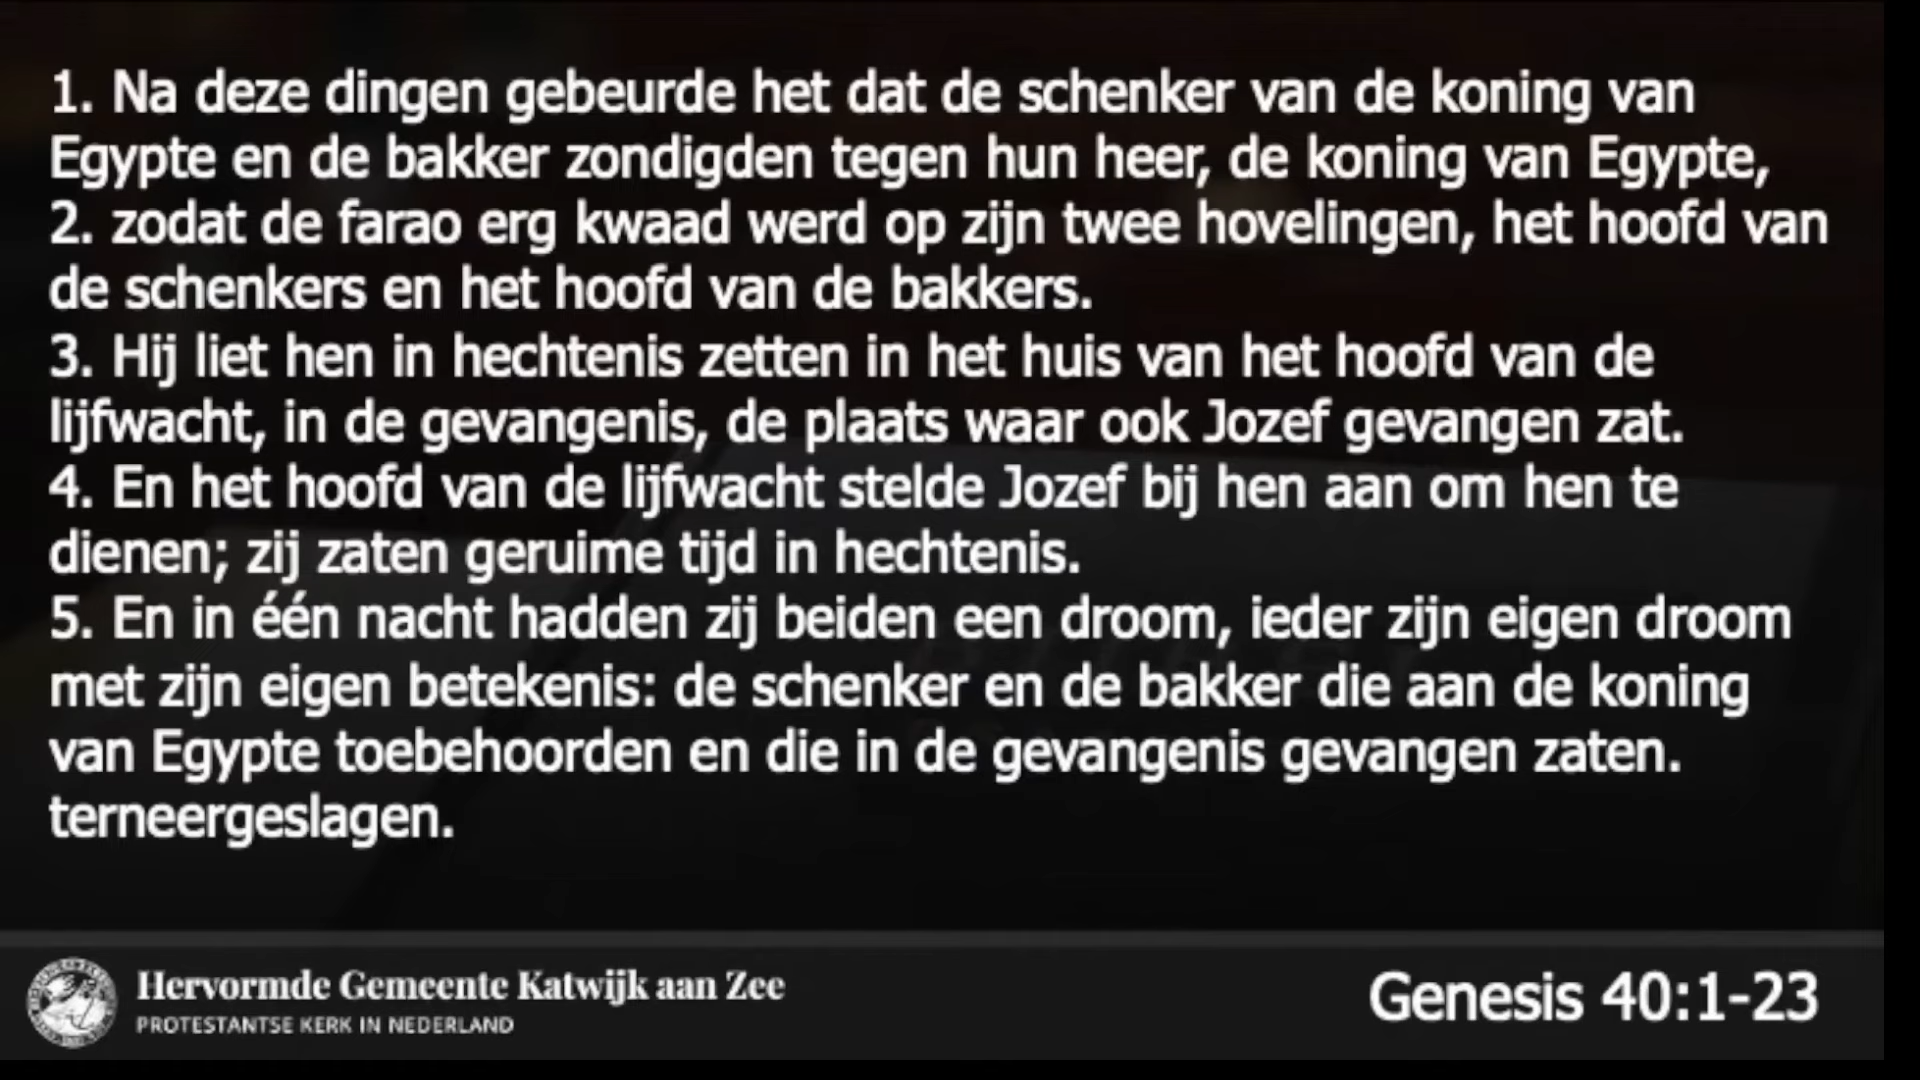 1. Na deze dingen gebeurde het dat de schenker van de koning van
Egypte en de bakker zondigden tegen hun heer, de koning van Egypte,
2. zodat de farao erg kwaad werd op zijn twee hovelingen, het hoofd van
de schenkers en het hoofd van de bakkers.
3. Hij liet hen in hechtenis zetten in het huis van het hoofd van de
lijfwacht, in de gevangenis, de plaats waar ook Jozef gevangen zat.
4. En het hoofd van de lijfwacht stelde Jozef bij hen aan om hen te
dienen; zij zaten geruime tijd in hechtenis.
5. En in één nacht hadden zij beiden een droom, ieder zijn eigen droom
met zijn eigen betekenis: de schenker en de bakker die aan de koning
van Egypte toebehoorden en die in de gevangenis gevangen zaten.
terneergeslagen.
Hervormde Gemeente Katwijk aan Zee
PROTESTANTSE KERK IN NEDERLAND
Genesis 40:1-23